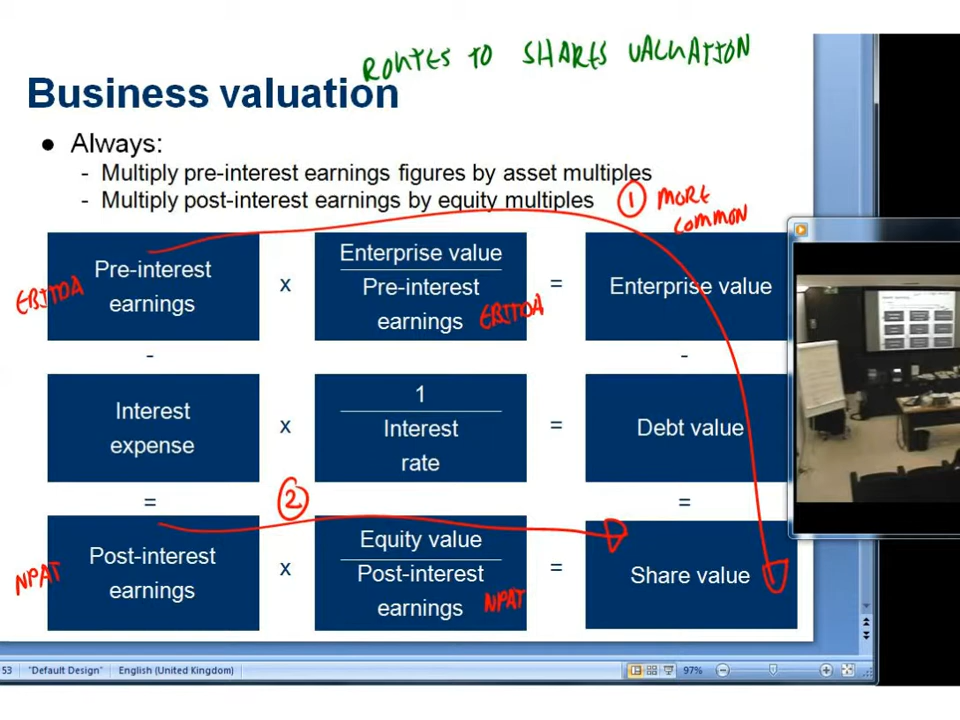 ROUTES TO SHARES VALUATION
Business valuation
● Always:
- Multiply pre-interest earnings figures by asset multiples
- Multiply post-interest earnings by equity multiples
1 MORE
COMMON
EBITDA
Pre-interest
earnings
x
Enterprise value
Pre-interest
earnings
EBITDA
=
Enterprise value
-
-
Interest
expense
x
1
Interest
rate
=
Debt value
=
2
=
NPAT
Post-interest
earnings
x
Equity value
Post-interest
earnings
NPAT
=
Share value
53 "Default Design" English (United Kingdom) 97%